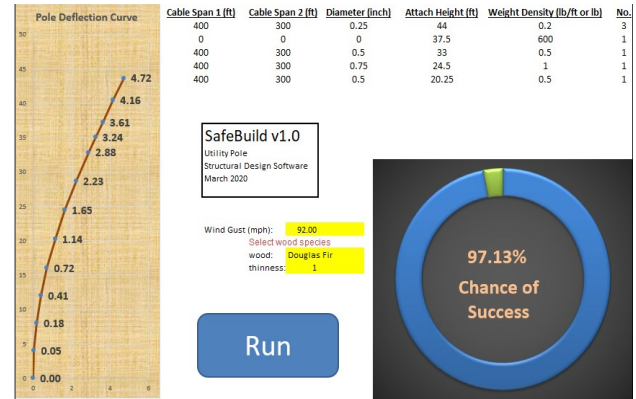 Pole Deflection Curve
50
45
40
35
30
25
20
15
10
5
0
4.72
4.16
3.61
3.24
2.88
2.23
1.65
1.14
0.72
0.41
0.18
0.05
0.00
0 2 4 6 8
Cable Span 1 (ft) Cable Span 2 (ft) Diameter (inch) Attach Height (ft) Weight Density (lb/ft or lb) No.
400 300 0.25 44 0.2 3
0 0 0 37.5 600 1
400 300 0.5 33 0.5 1
400 300 0.75 24.5 1 1
400 300 0.5 20.25 0.5 1
SafeBuild v1.0
Utility Pole
Structural Design Software
March 2020
Wind Gust (mph): 92.00
Select wood species
wood: Douglas Fir
thinness: 1
Run
97.13%
Chance of
Success